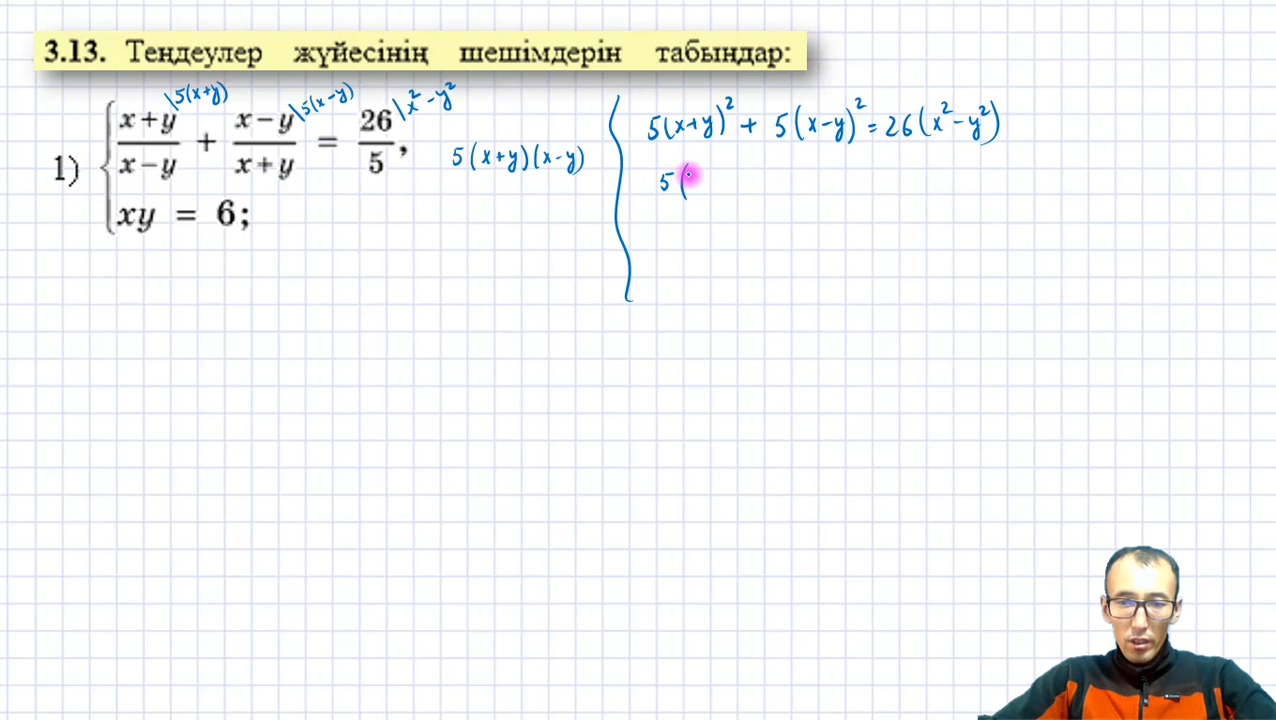 3.13. Теңдеулер жүйесінің шешімдерін табыңдар:
1) { (x+y)/(x−y) \5(x+y) + (x−y)/(x+y) \5(x−y) = 26/5 \x²−y²,
xy = 6;
5(x+y)(x-y)
{ 5(x+y)² + 5(x-y)² = 26(x²-y²)
5(